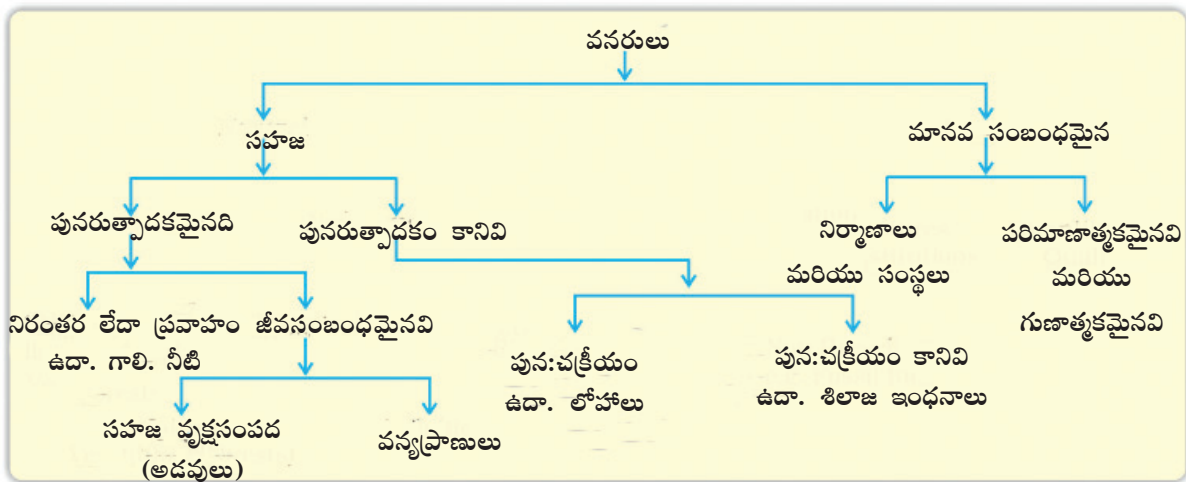 వనరులు
సహజ
మానవ సంబంధమైన
పునరుత్పాదకమైనది
పునరుత్పాదకం కానివి
నిర్మాణాలు
మరియు సంస్థలు
పరిమాణాత్మకమైనవి
మరియు
గుణాత్మకమైనవి
నిరంతర లేదా ప్రవాహం
ఉదా. గాలి. నీటి
జీవసంబంధమైనవి
పున:చక్రీయం
ఉదా. లోహాలు
పున:చక్రీయం కానివి
ఉదా. శిలాజ ఇంధనాలు
సహజ వృక్షసంపద
(అడవులు)
వన్యప్రాణులు